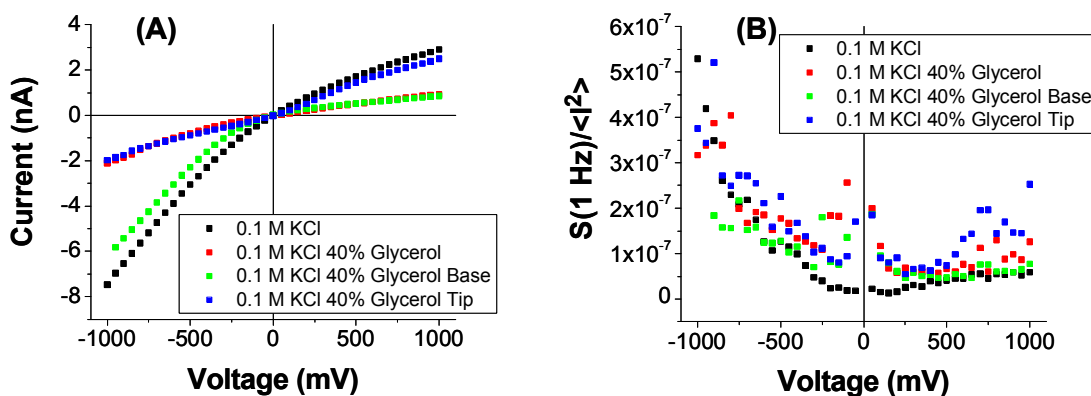 (A)
Current (nA)
4
2
0
-2
-4
-6
-8
0.1 M KCl
0.1 M KCl 40% Glycerol
0.1 M KCl 40% Glycerol Base
0.1 M KCl 40% Glycerol Tip
-1000 -500 0 500 1000
Voltage (mV)
(B)
S(1 Hz)/<I²>
6x10⁻⁷
5x10⁻⁷
4x10⁻⁷
3x10⁻⁷
2x10⁻⁷
1x10⁻⁷
0
0.1 M KCl
0.1 M KCl 40% Glycerol
0.1 M KCl 40% Glycerol Base
0.1 M KCl 40% Glycerol Tip
-1000 -500 0 500 1000
Voltage (mV)